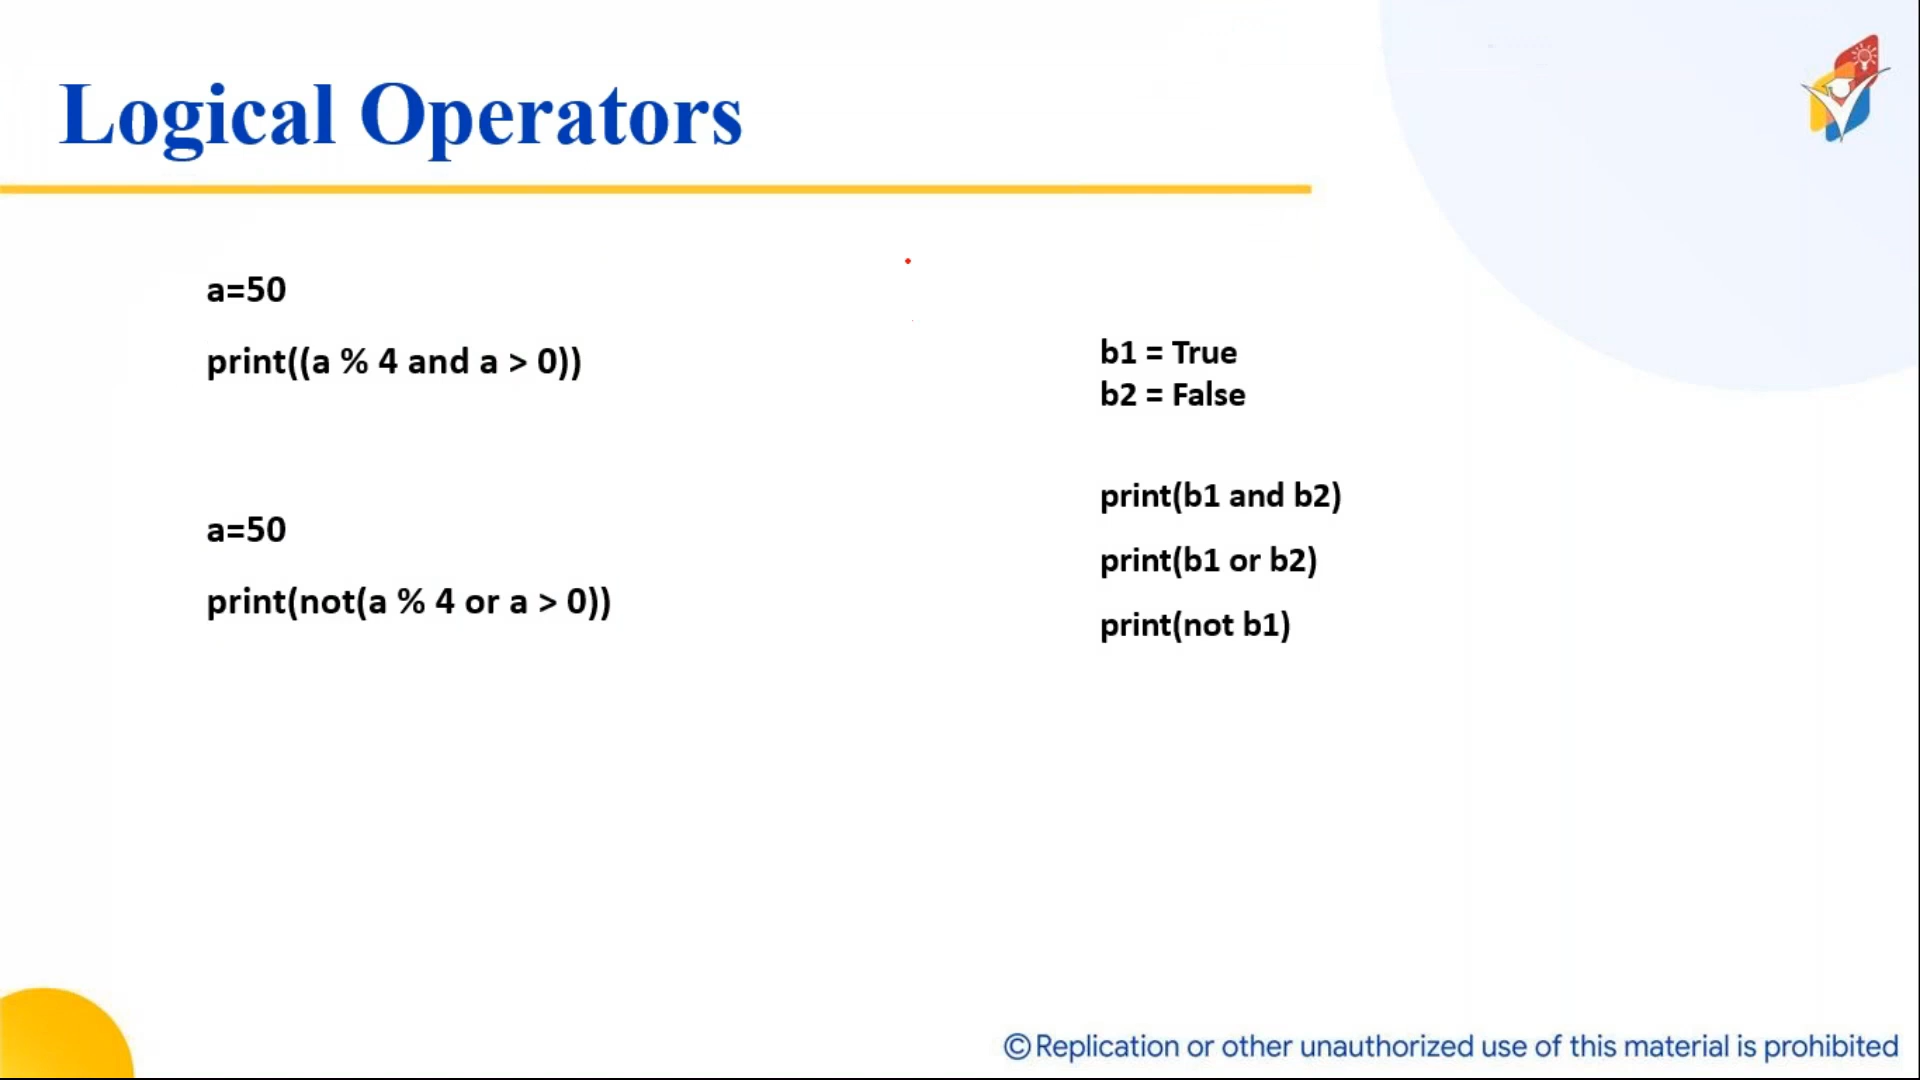 Logical Operators
a=50
print((a % 4 and a > 0))
a=50
print(not(a % 4 or a > 0))
b1 = True
b2 = False
print(b1 and b2)
print(b1 or b2)
print(not b1)
©Replication or other unauthorized use of this material is prohibited